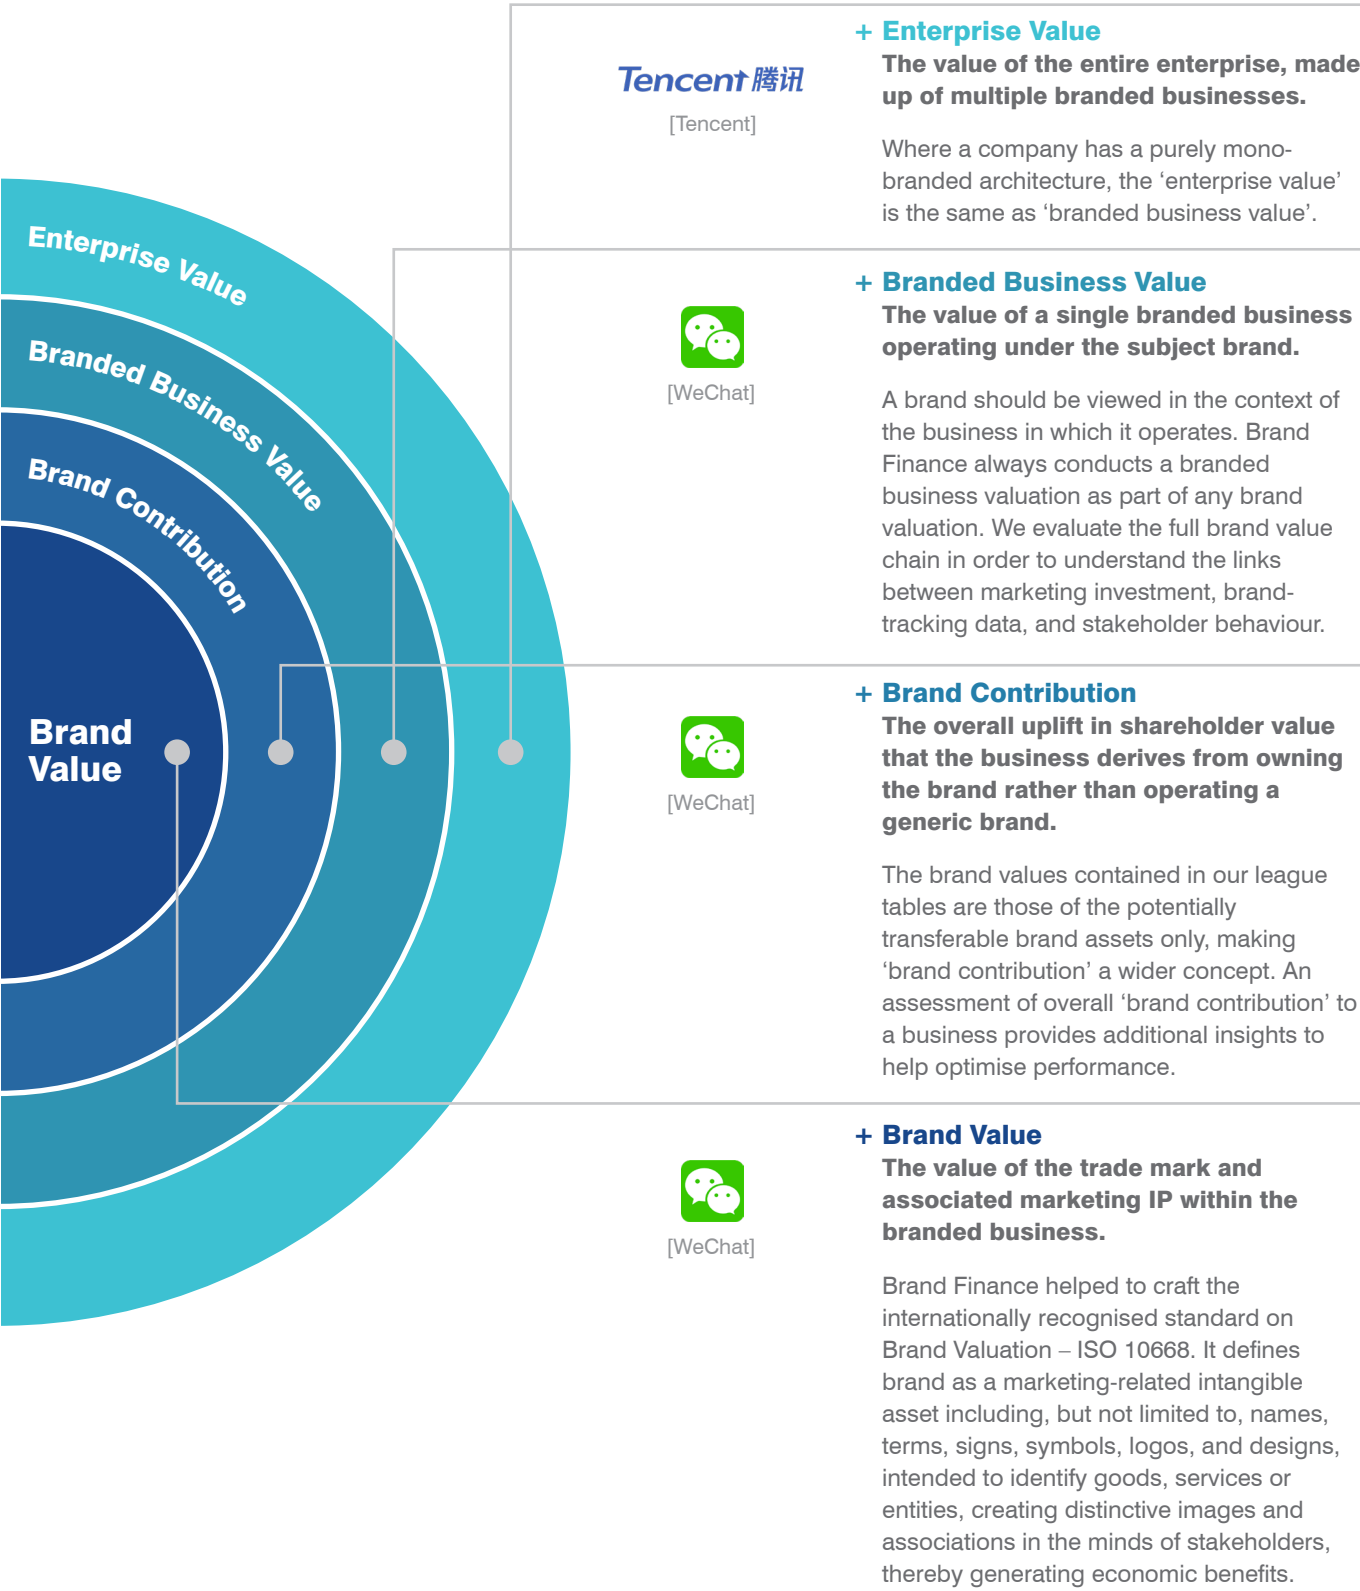 + Enterprise Value
The value of the entire enterprise, made
up of multiple branded businesses.
Tencent 腾讯
[Tencent]
Where a company has a purely mono-
branded architecture, the ‘enterprise value’
is the same as ‘branded business value’.
Enterprise Value
Branded Business Value
Brand Contribution
Brand
Value
+ Branded Business Value
The value of a single branded business
operating under the subject brand.
[WeChat]
A brand should be viewed in the context of
the business in which it operates. Brand
Finance always conducts a branded
business valuation as part of any brand
valuation. We evaluate the full brand value
chain in order to understand the links
between marketing investment, brand-
tracking data, and stakeholder behaviour.
+ Brand Contribution
The overall uplift in shareholder value
that the business derives from owning
the brand rather than operating a
generic brand.
[WeChat]
The brand values contained in our league
tables are those of the potentially
transferable brand assets only, making
‘brand contribution’ a wider concept. An
assessment of overall ‘brand contribution’ to
a business provides additional insights to
help optimise performance.
+ Brand Value
The value of the trade mark and
associated marketing IP within the
branded business.
[WeChat]
Brand Finance helped to craft the
internationally recognised standard on
Brand Valuation – ISO 10668. It defines
brand as a marketing-related intangible
asset including, but not limited to, names,
terms, signs, symbols, logos, and designs,
intended to identify goods, services or
entities, creating distinctive images and
associations in the minds of stakeholders,
thereby generating economic benefits.